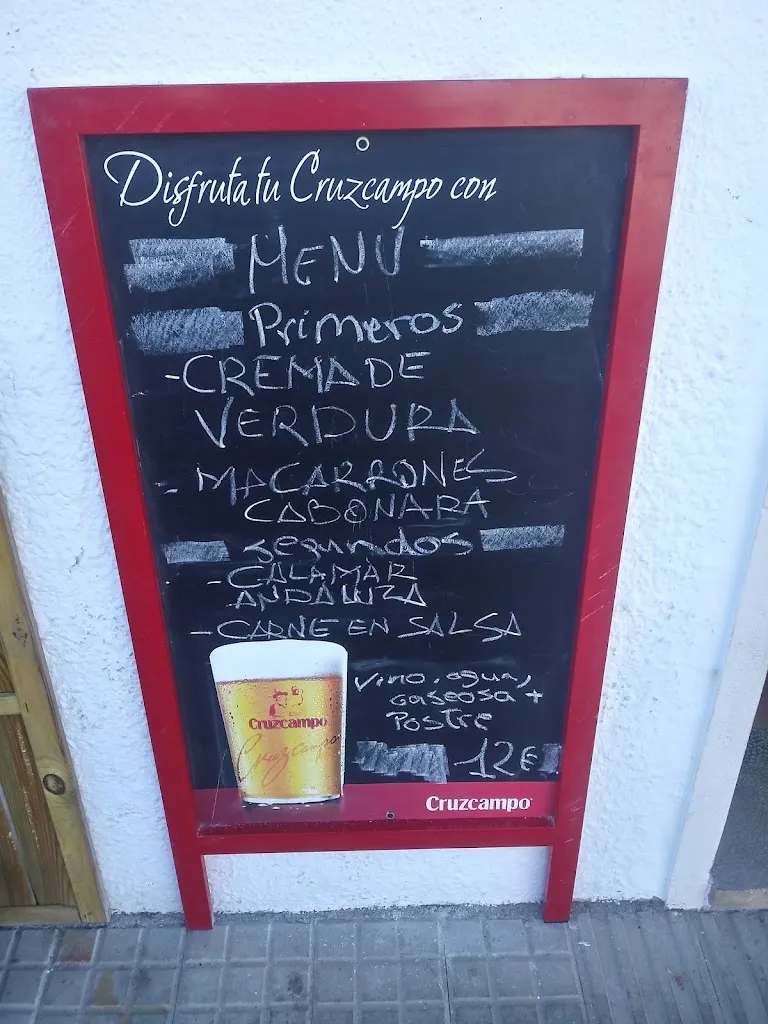 Disfruta tu Cruzcampo con
MENU
Primeros
-CREMA DE
VERDURA
- MACARRONES
CABONARA
segundos
- CALAMAR
ANDALUZA
- CARNE EN SALSA
Vino, agua,
gaseosa +
Postre
12€
Cruzcampo
Cruzcampo
Cruzcampo